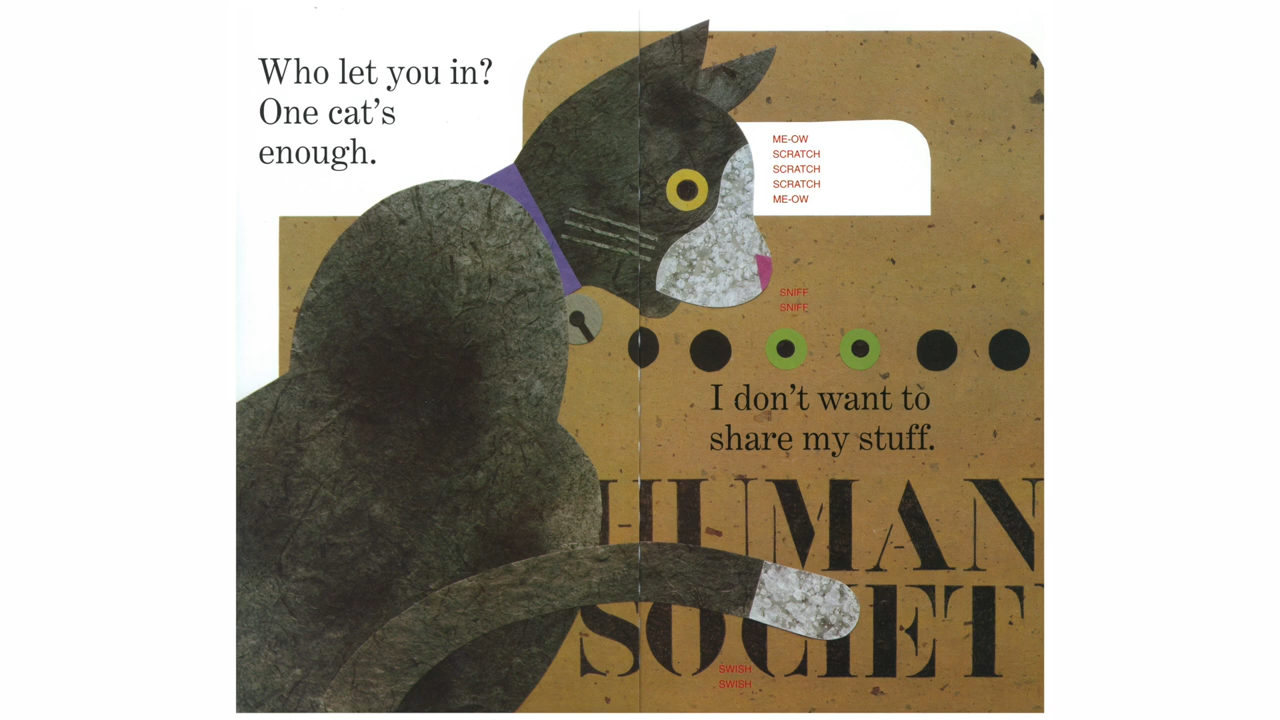 Who let you in?
One cat's
enough.
ME-OW
SCRATCH
SCRATCH
SCRATCH
ME-OW
SNIFF
SNIFF
I don't want to
share my stuff.
HUMAN
SOCIET
SWISH
SWISH